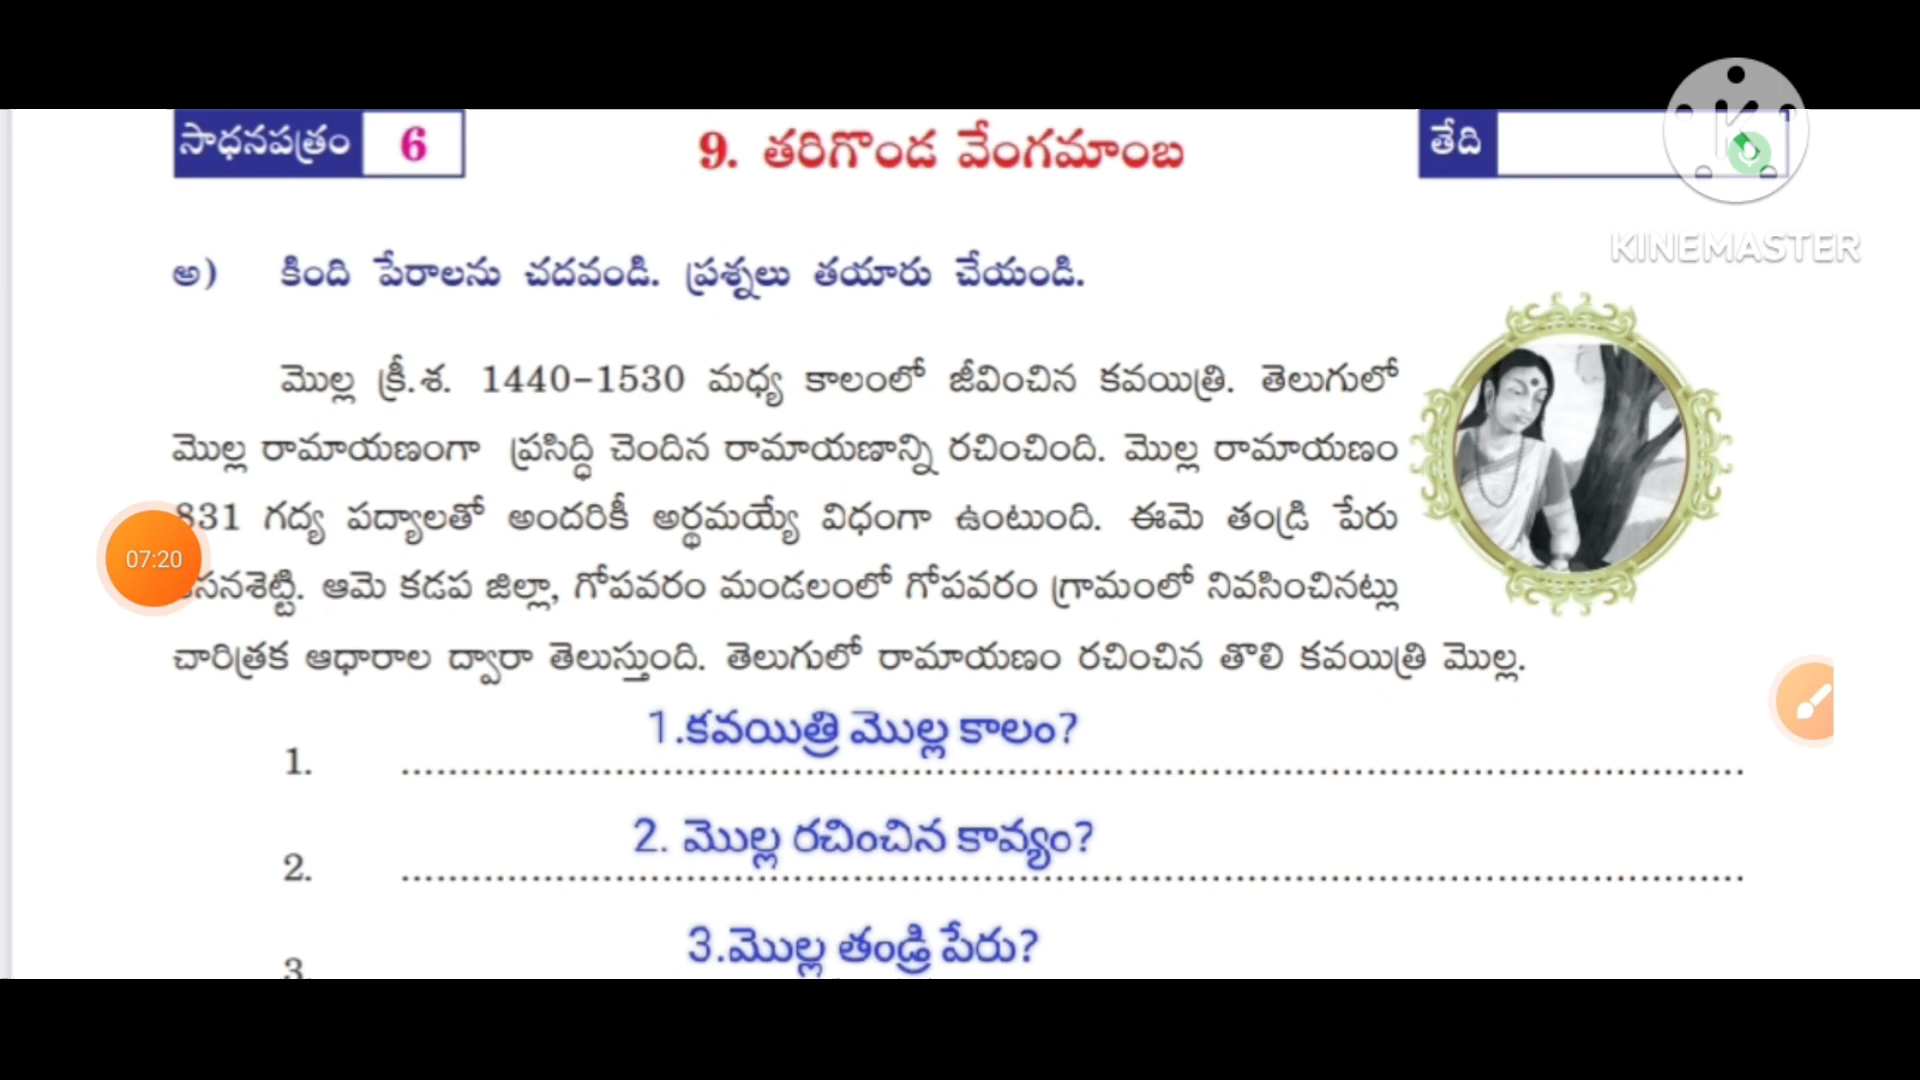 సాధనపత్రం 6
9. తరిగొండ వేంగమాంబ
తేది
KINEMASTER
అ) కింది పేరాలను చదవండి. ప్రశ్నలు తయారు చేయండి.
మొల్ల క్రీ.శ. 1440-1530 మధ్య కాలంలో జీవించిన కవయిత్రి. తెలుగులో
మొల్ల రామాయణంగా ప్రసిద్ధి చెందిన రామాయణాన్ని రచించింది. మొల్ల రామాయణం
831 గద్య పద్యాలతో అందరికీ అర్థమయ్యే విధంగా ఉంటుంది. ఈమె తండ్రి పేరు
07:20
ఆమె కడప జిల్లా, గోపవరం మండలంలో గోపవరం గ్రామంలో నివసించినట్లు
చారిత్రక ఆధారాల ద్వారా తెలుస్తుంది. తెలుగులో రామాయణం రచించిన తొలి కవయిత్రి మొల్ల.
1.కవయిత్రి మొల్ల కాలం?
1. ........................................................................
2. మొల్ల రచించిన కావ్యం?
2. ........................................................................
3.మొల్ల తండ్రి పేరు?
3.